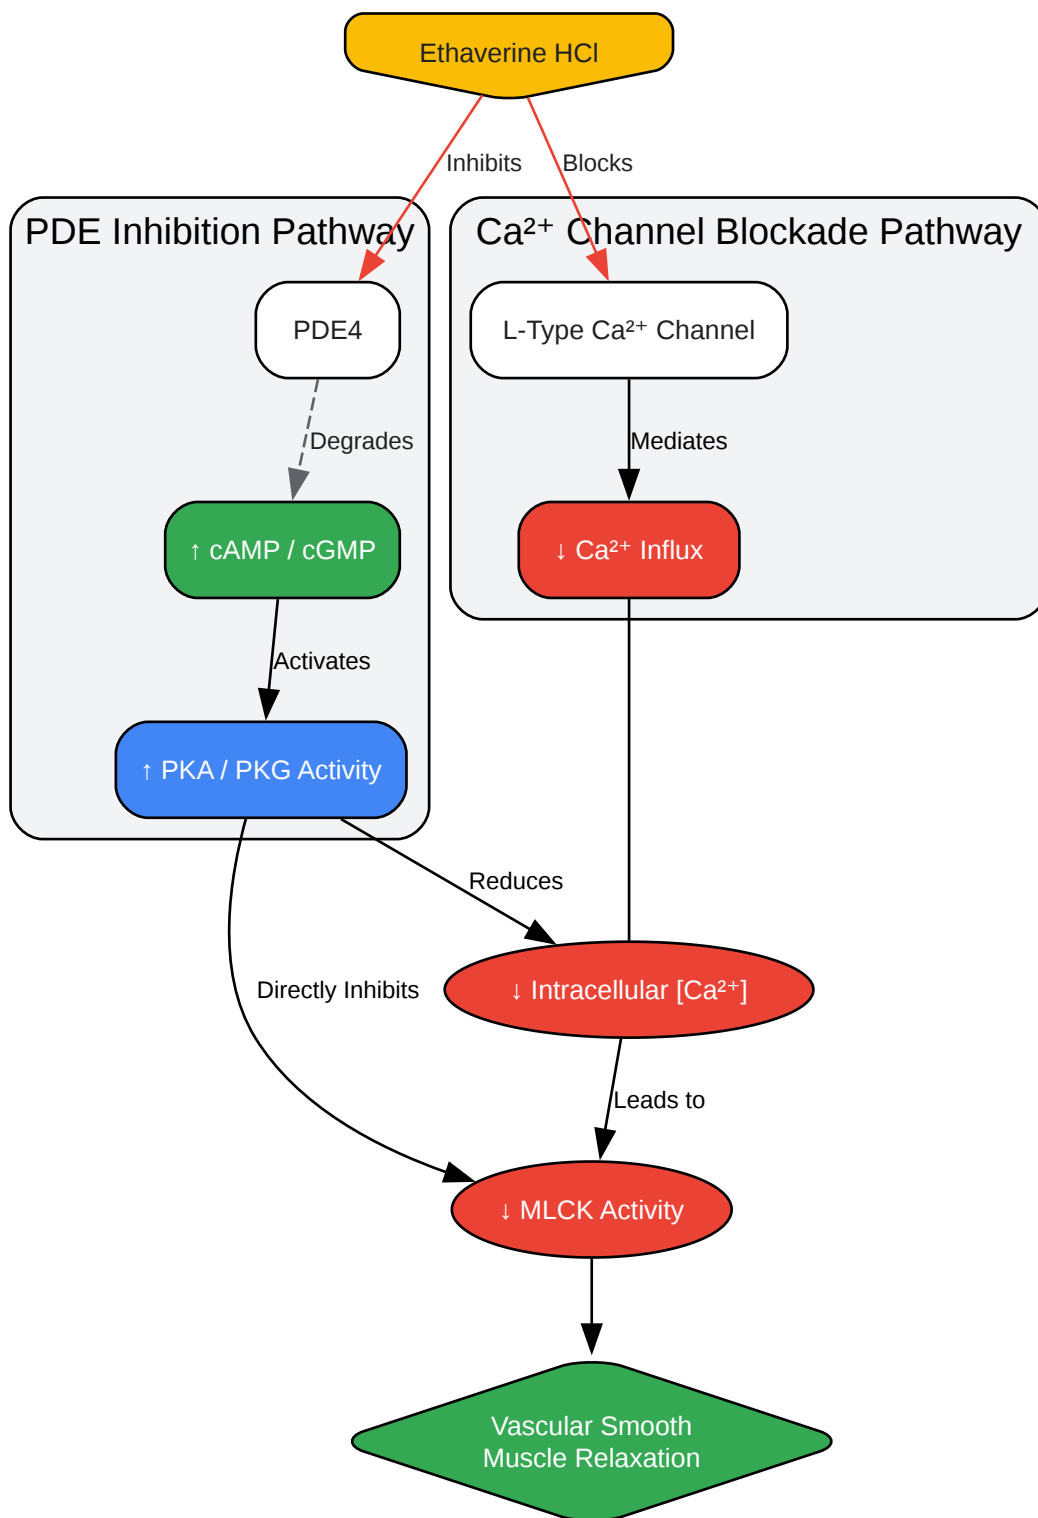 Ethaverine HCl
Inhibits
Blocks
PDE Inhibition Pathway
Ca²⁺ Channel Blockade Pathway
PDE4
L-Type Ca²⁺ Channel
Degrades
Mediates
↑ cAMP / cGMP
↓ Ca²⁺ Influx
Activates
↑ PKA / PKG Activity
Reduces
Directly Inhibits
↓ Intracellular [Ca²⁺]
Leads to
↓ MLCK Activity
Vascular Smooth
Muscle Relaxation